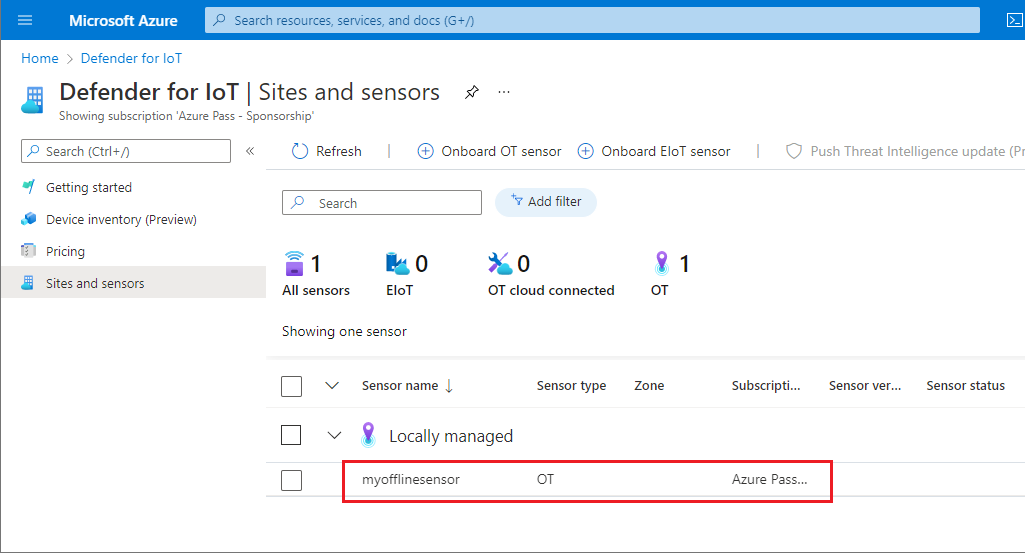 Microsoft Azure
Search resources, services, and docs (G+/)
Home > Defender for IoT
Defender for IoT | Sites and sensors ...
Showing subscription 'Azure Pass - Sponsorship'
Search (Ctrl+/) «
Refresh | Onboard OT sensor Onboard EIoT sensor | Push Threat Intelligence update (Pr
Getting started
Device inventory (Preview)
Pricing
Sites and sensors
Search Add filter
1 0 0 1
All sensors EIoT OT cloud connected OT
Showing one sensor
Sensor name ↓ Sensor type Zone Subscripti... Sensor ver... Sensor status
Locally managed
myofflinesensor OT Azure Pass...